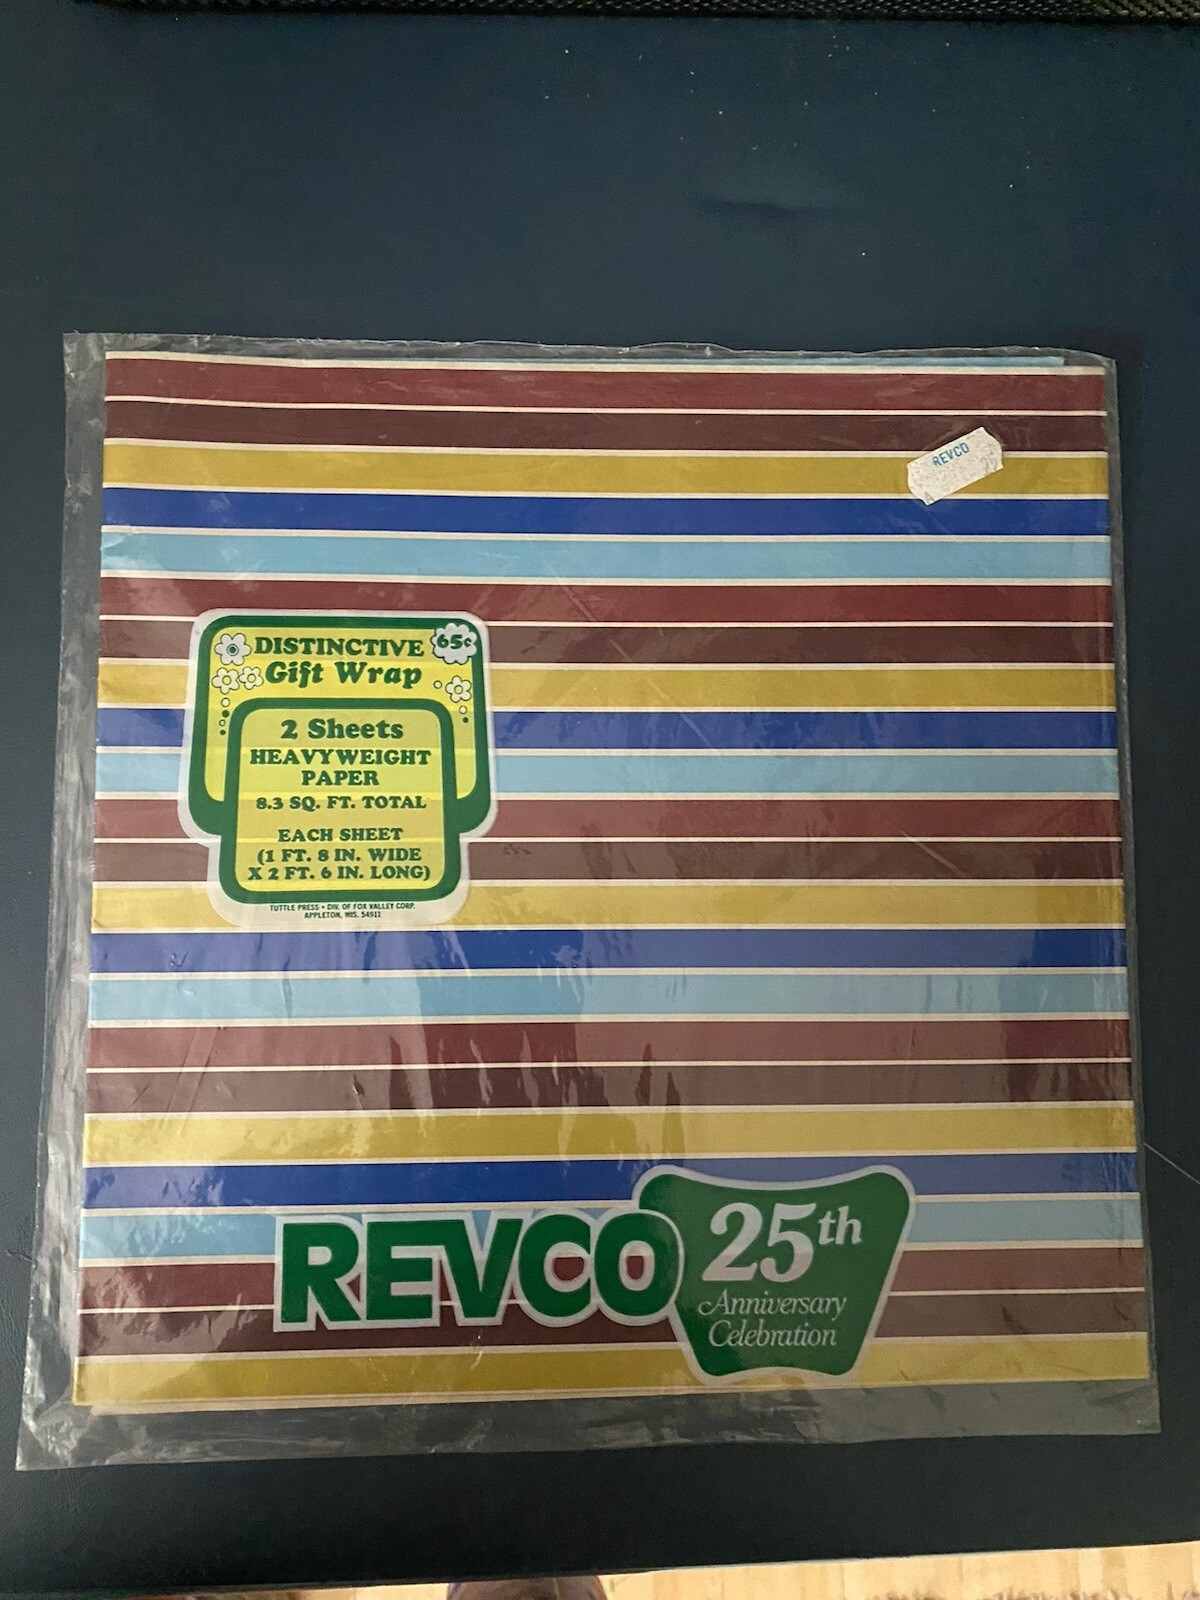 REVCO
DISTINCTIVE 65¢
Gift Wrap
2 Sheets
HEAVYWEIGHT
PAPER
8.3 SQ. FT. TOTAL
EACH SHEET
(1 FT. 8 IN. WIDE
X 2 FT. 6 IN. LONG)
TUTTLE PRESS • DIV. OF FOX VALLEY CORP.
APPLETON, WIS. 54911
REVCO 25th
Anniversary
Celebration